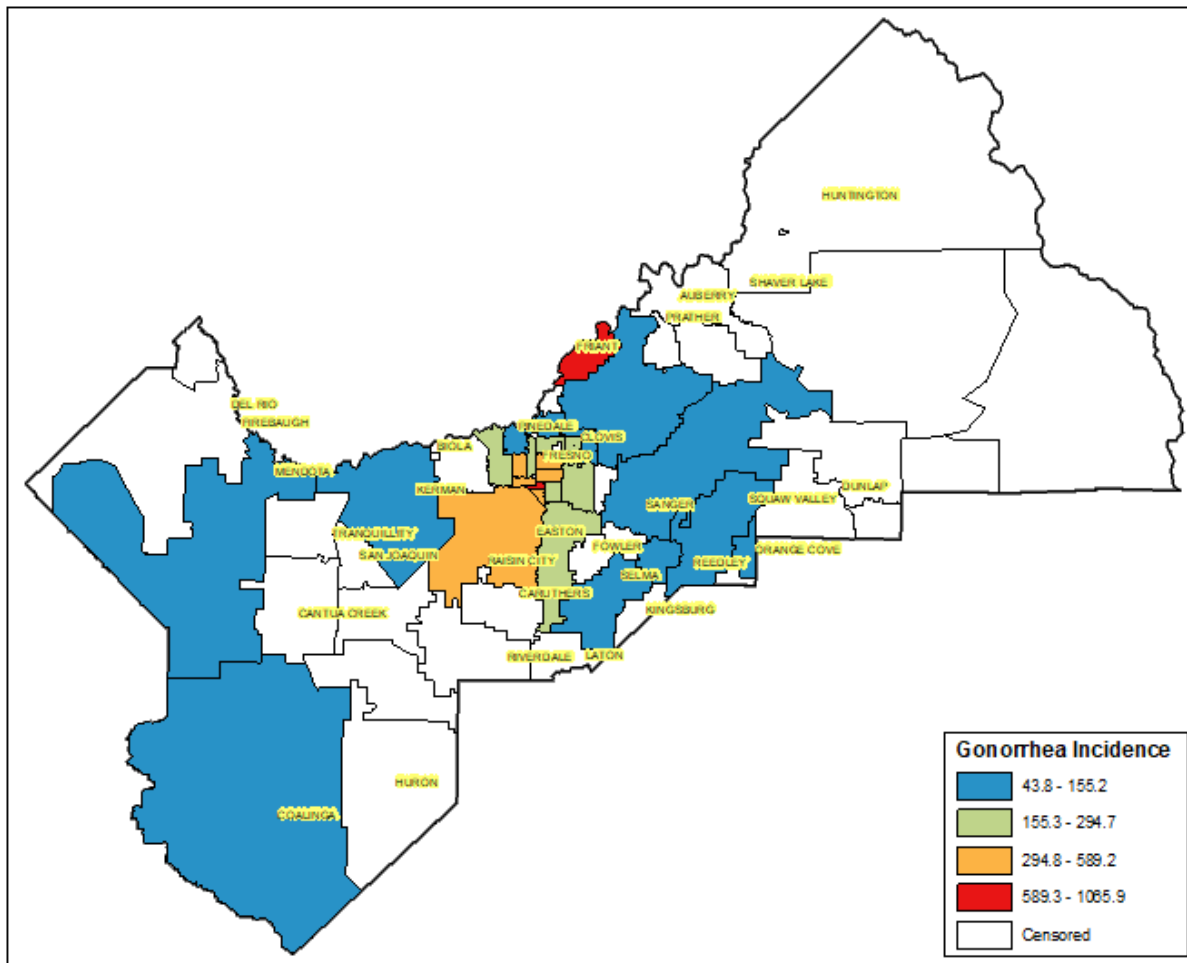 HUNTINGTON
SHAVER LAKE
AUBERRY
PRATHER
FRIANT
DEL RIO
FIREBAUGH
PINEDALE
CLOVIS
BIOLA
FRESNO
MENDOTA
KERMAN
DUNLAP
SQUAW VALLEY
SANGER
TRANQUILLITY
EASTON
SAN JOAQUIN
FOWLER
ORANGE COVE
RAISIN CITY
REEDLEY
SELMA
CARUTHERS
CANTUA CREEK
KINGSBURG
RIVERDALE
LATON
HURON
COALINGA
Gonorrhea Incidence
43.8 - 155.2
155.3 - 294.7
294.8 - 589.2
589.3 - 1065.9
Censored